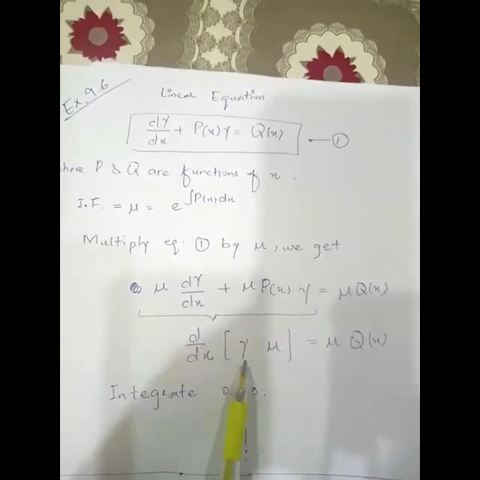 Ex. 9.6
Linear Equation
dy/dx + P(x) y = Q(x) ①
here P & Q are functions of x.
I.F. = μ = e^∫P(x)dx
Multiply eq. ① by μ, we get
μ dy/dx + μ P(x) y = μ Q(x)
d/dx [ y μ ] = μ Q(x)
Integrate